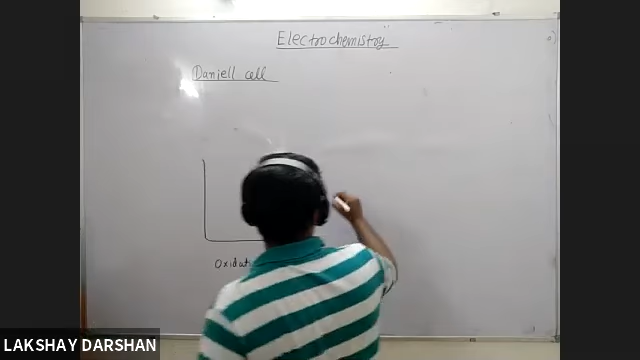 Electrochemistry
Daniell cell
LAKSHAY DARSHAN